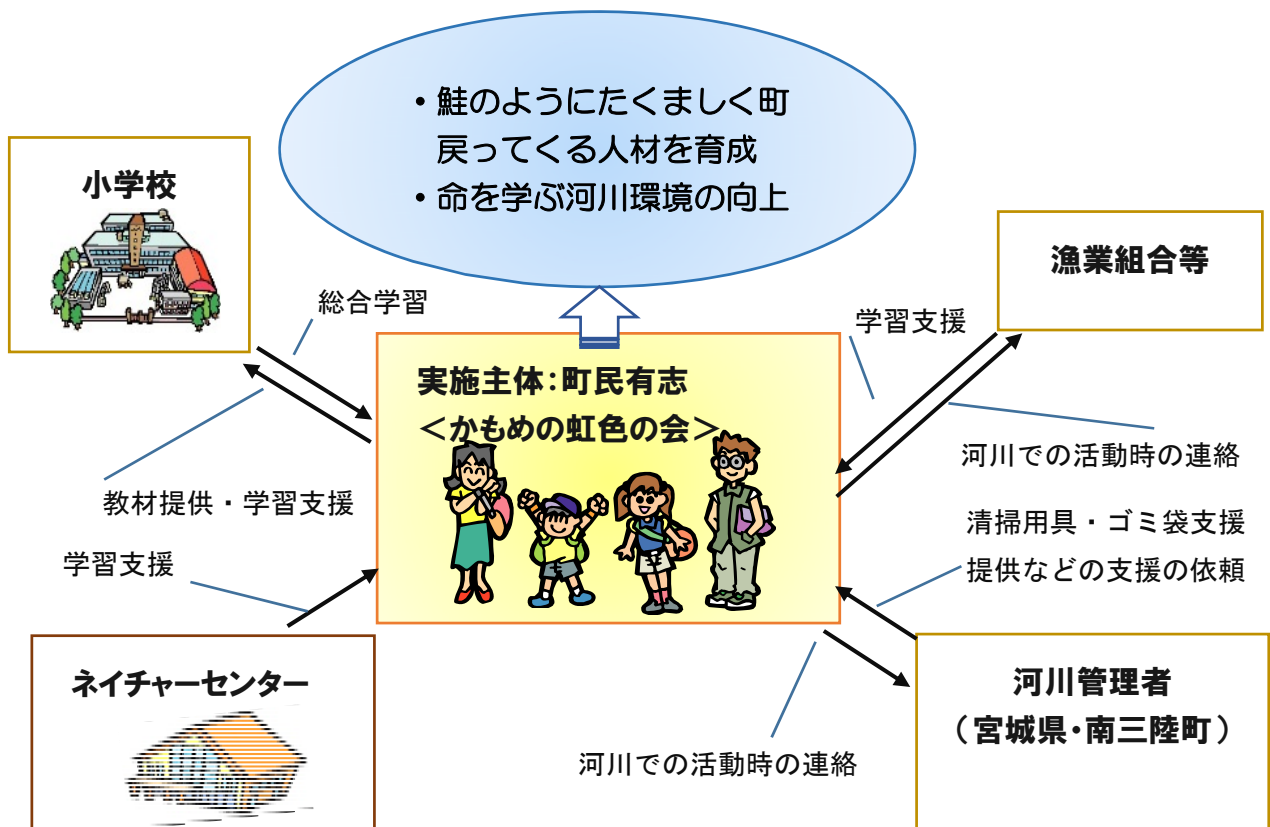 ・鮭のようにたくましく町
戻ってくる人材を育成
・命を学ぶ河川環境の向上
小学校
漁業組合等
総合学習
学習支援
実施主体：町民有志
＜かもめの虹色の会＞
河川での活動時の連絡
教材提供・学習支援
清掃用具・ゴミ袋支援
提供などの支援の依頼
学習支援
ネイチャーセンター
河川管理者
（宮城県・南三陸町）
河川での活動時の連絡